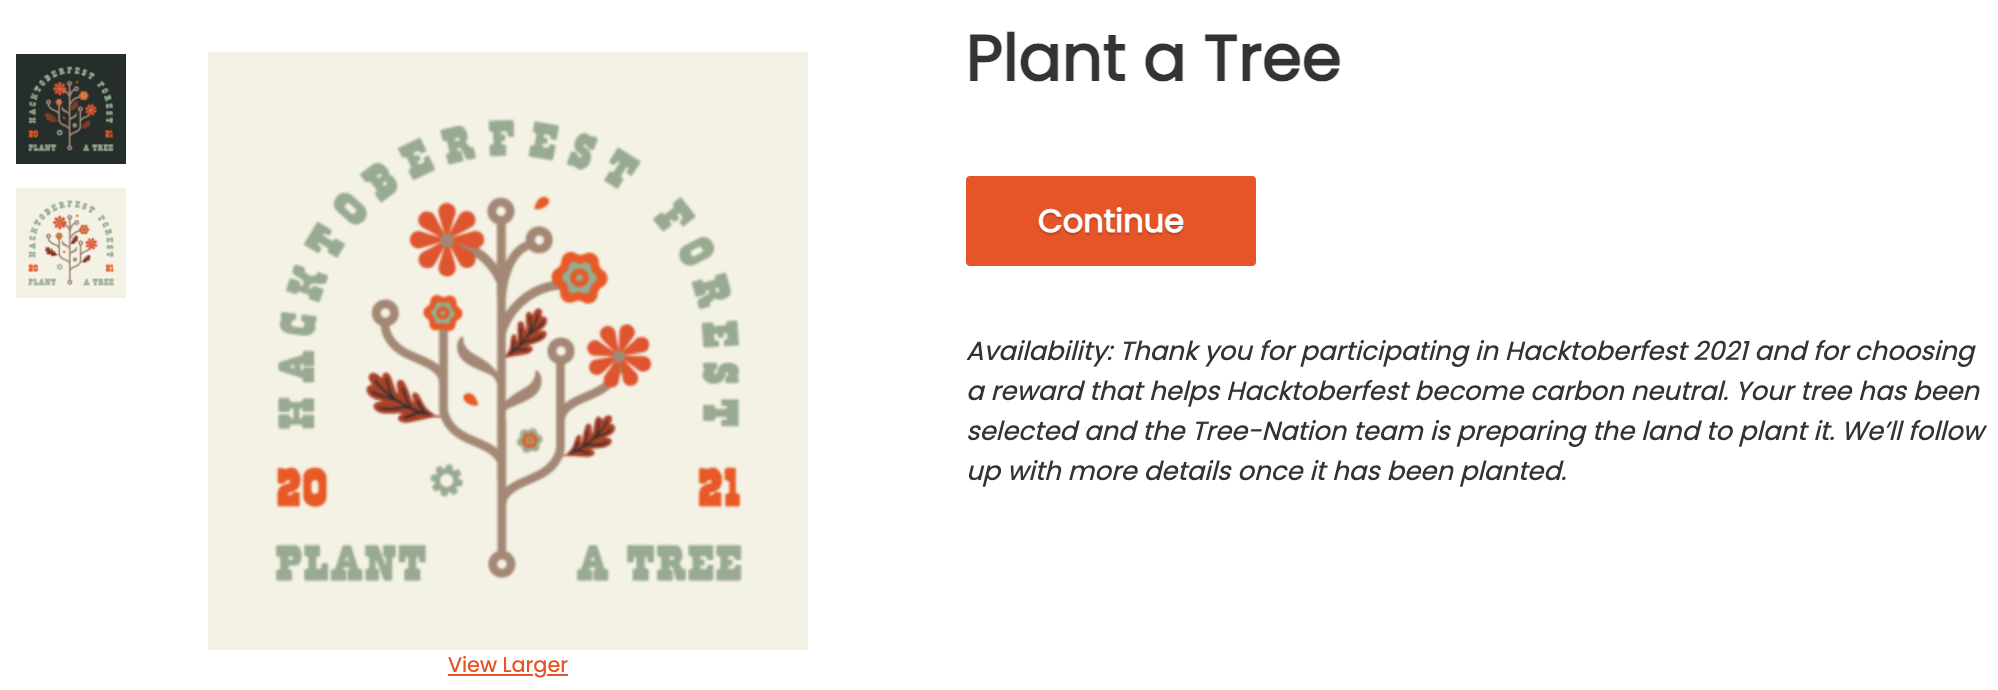 HACKTOBERFEST FOREST
20 21
PLANT A TREE
HACKTOBERFEST FOREST
20 21
PLANT A TREE
HACKTOBERFEST FOREST
20 21
PLANT A TREE
View Larger
Plant a Tree
Continue
Availability: Thank you for participating in Hacktoberfest 2021 and for choosing
a reward that helps Hacktoberfest become carbon neutral. Your tree has been
selected and the Tree-Nation team is preparing the land to plant it. We’ll follow
up with more details once it has been planted.